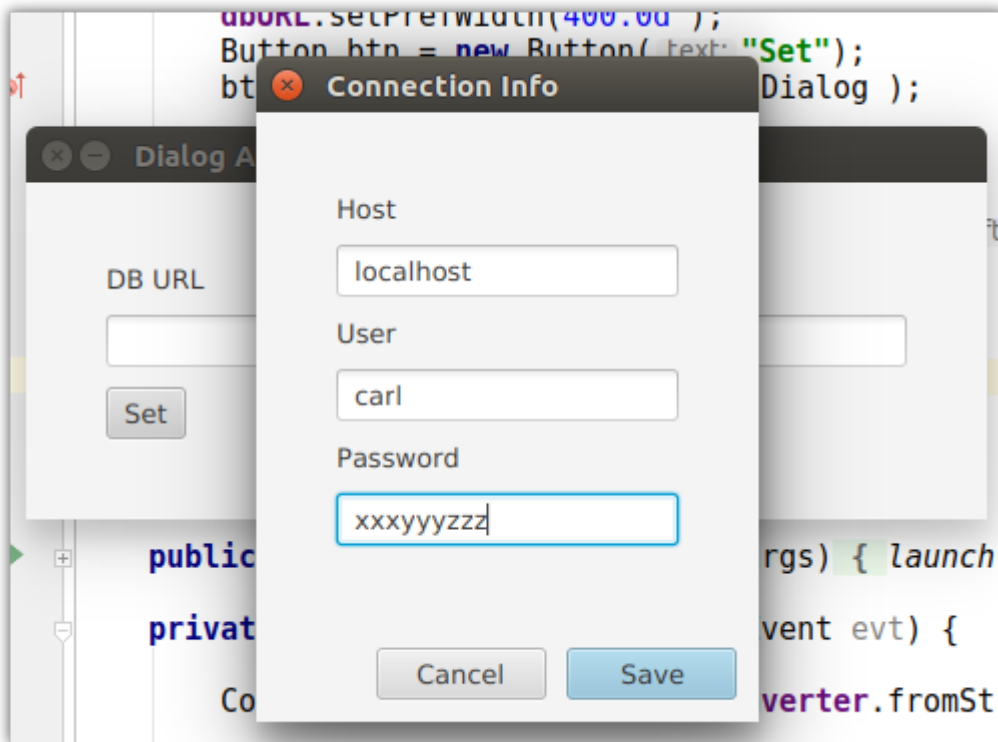 dbURL.setPrefWidth(400.0d );
Button btn = new Button( text: "Set");
bt
Dialog );
Connection Info
Dialog A
Host
localhost
DB URL
User
carl
Set
Password
xxxyyyzzz
public
rgs) { launch
privat
vent evt) {
Cancel
Save
Co
verter.fromSt